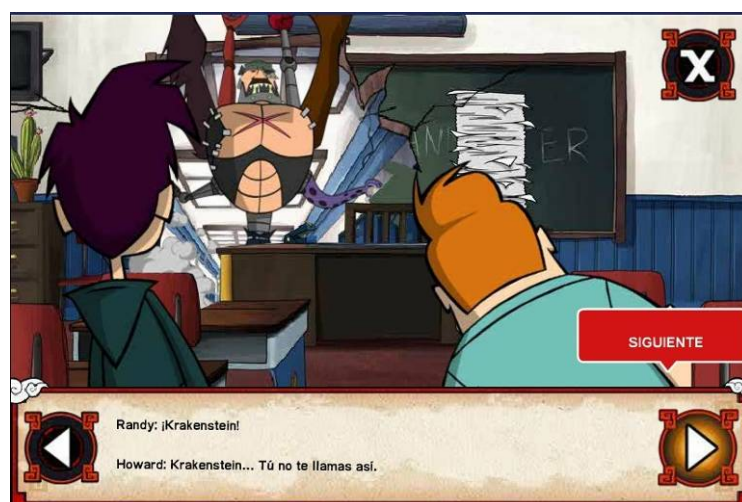 X
SIGUIENTE
Randy: ¡Krakenstein!
Howard: Krakenstein... Tú no te llamas así.